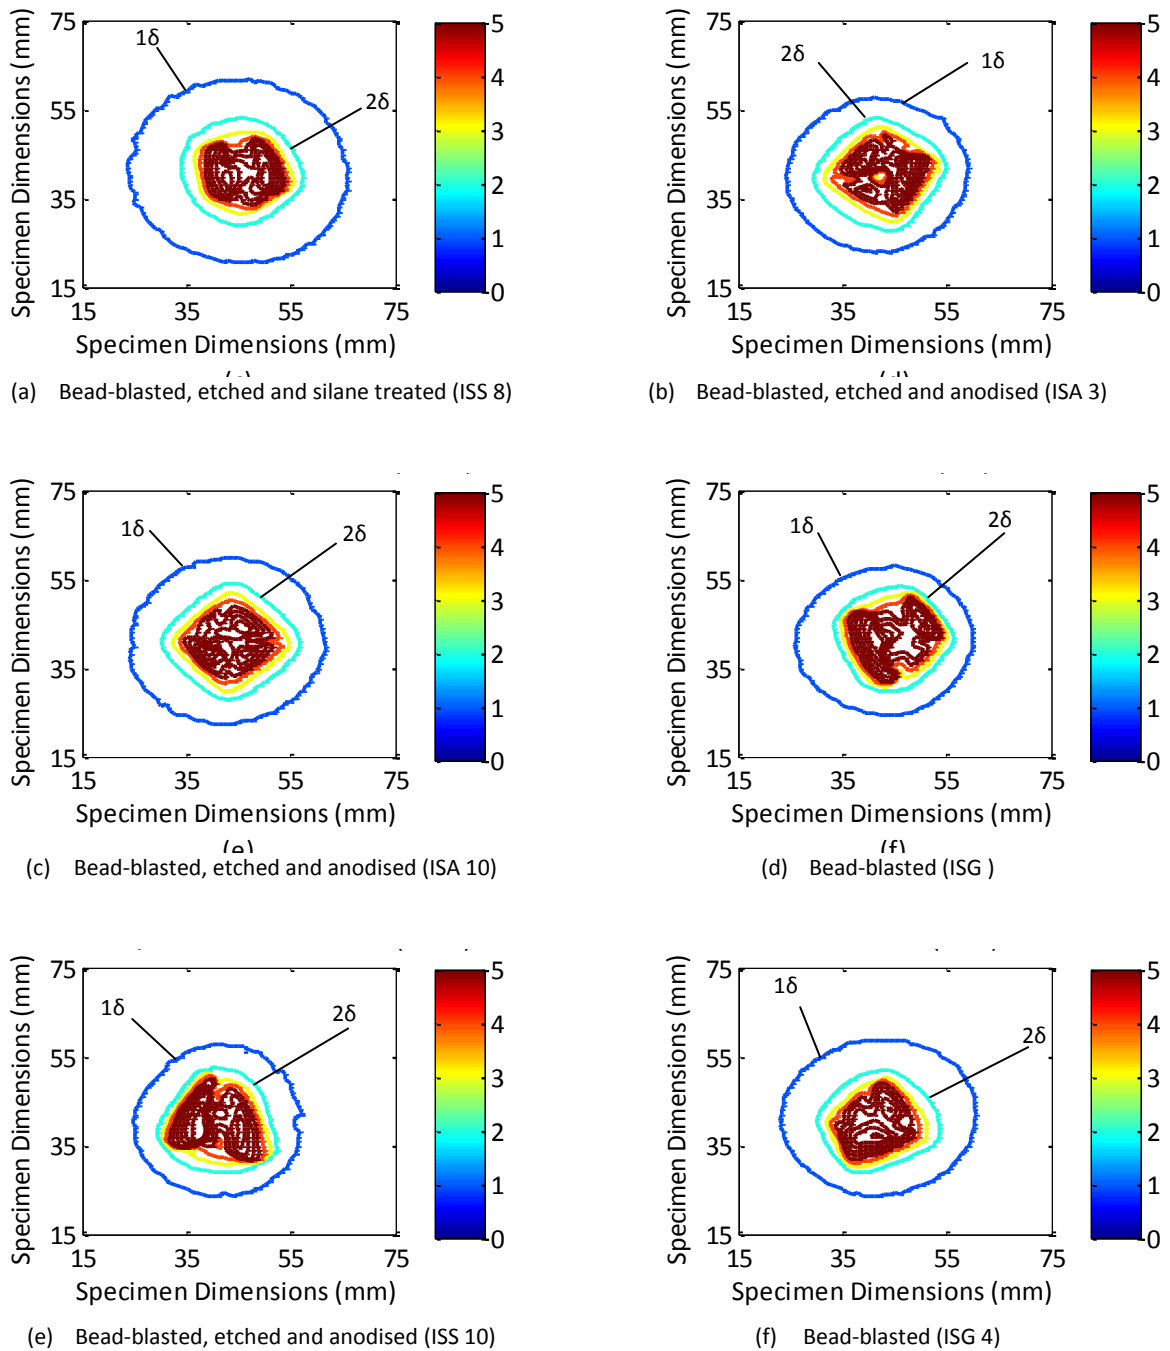 75
55
35
15
15 35 55 75
Specimen Dimensions (mm)
Specimen Dimensions (mm)
1δ
2δ
5
4
3
2
1
0
(a) Bead-blasted, etched and silane treated (ISS 8)
75
55
35
15
15 35 55 75
Specimen Dimensions (mm)
Specimen Dimensions (mm)
2δ
1δ
5
4
3
2
1
0
(b) Bead-blasted, etched and anodised (ISA 3)
75
55
35
15
15 35 55 75
Specimen Dimensions (mm)
Specimen Dimensions (mm)
1δ
2δ
5
4
3
2
1
0
(e)
(c) Bead-blasted, etched and anodised (ISA 10)
75
55
35
15
15 35 55 75
Specimen Dimensions (mm)
Specimen Dimensions (mm)
1δ
2δ
5
4
3
2
1
0
(f)
(d) Bead-blasted (ISG )
75
55
35
15
15 35 55 75
Specimen Dimensions (mm)
Specimen Dimensions (mm)
1δ
2δ
5
4
3
2
1
0
(e) Bead-blasted, etched and anodised (ISS 10)
75
55
35
15
15 35 55 75
Specimen Dimensions (mm)
Specimen Dimensions (mm)
1δ
2δ
5
4
3
2
1
0
(f) Bead-blasted (ISG 4)